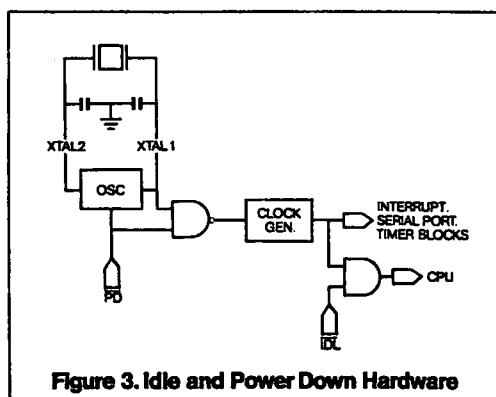 XTAL2
XTAL1
OSC
CLOCK
GEN.
INTERRUPT.
SERIAL PORT.
TIMER BLOCKS
CPU
PD
IDL
Figure 3. Idle and Power Down Hardware